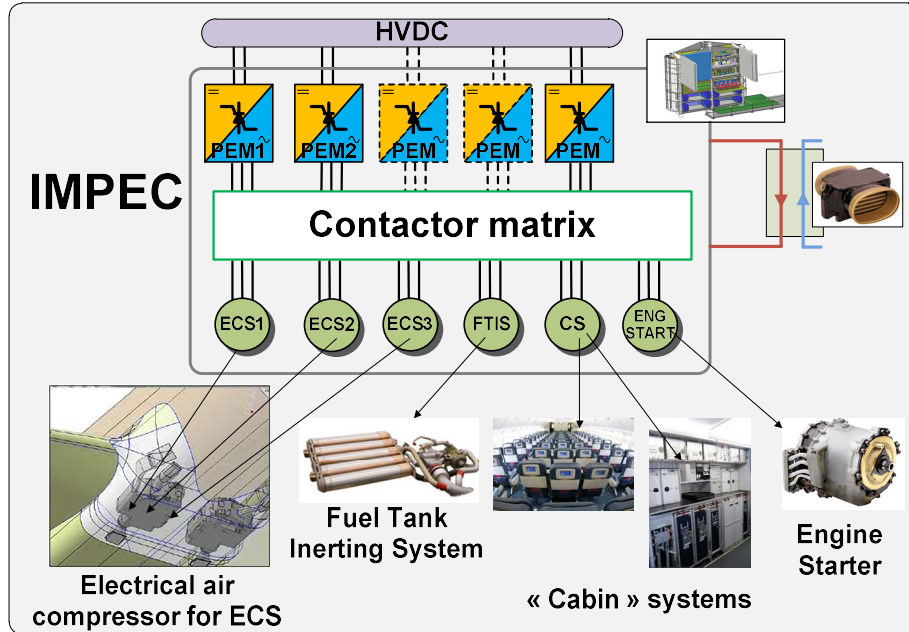 HVDC
PEM1
PEM2
PEM
PEM
PEM
IMPEC
Contactor matrix
ECS1
ECS2
ECS3
FTIS
CS
ENG
START
Fuel Tank
Inerting System
Engine
Starter
Electrical air
compressor for ECS
« Cabin » systems